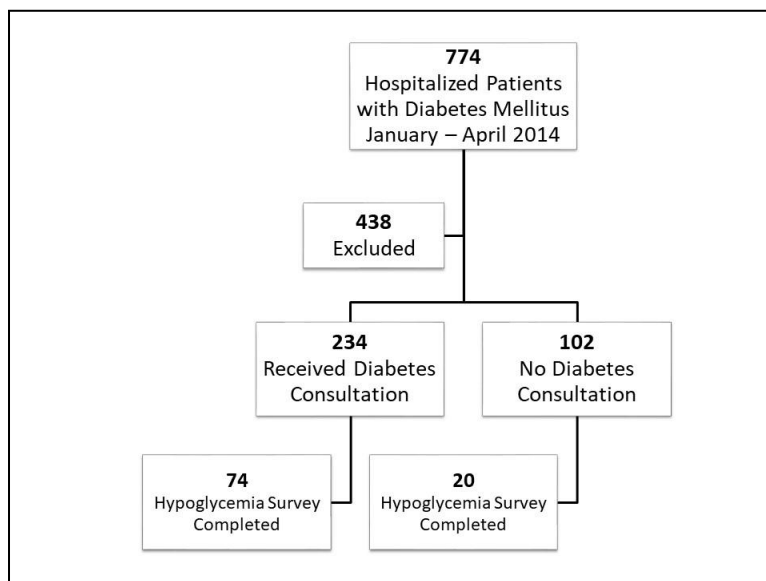 774
Hospitalized Patients
with Diabetes Mellitus
January – April 2014
438
Excluded
234
Received Diabetes
Consultation
102
No Diabetes
Consultation
74
Hypoglycemia Survey
Completed
20
Hypoglycemia Survey
Completed